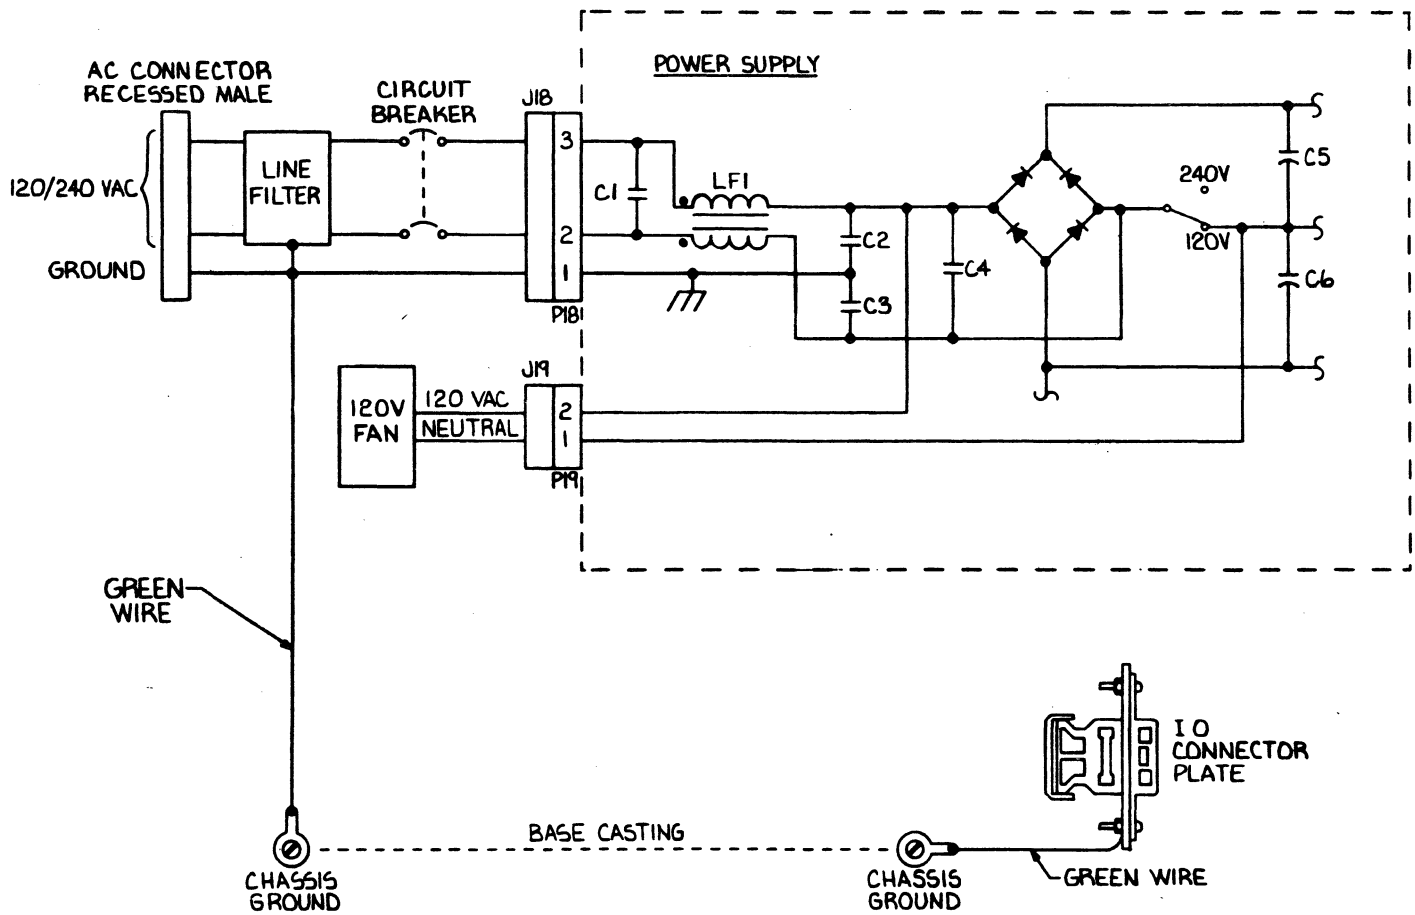 POWER SUPPLY
AC CONNECTOR
RECESSED MALE
CIRCUIT
BREAKER
J18
3
2
1
P18
120/240 VAC
LINE
FILTER
GROUND
C1
LF1
C2
C3
C4
240V
120V
C5
C6
J19
120V
FAN
120 VAC
NEUTRAL
2
1
P19
GREEN
WIRE
I O
CONNECTOR
PLATE
BASE CASTING
CHASSIS
GROUND
CHASSIS
GROUND
GREEN WIRE